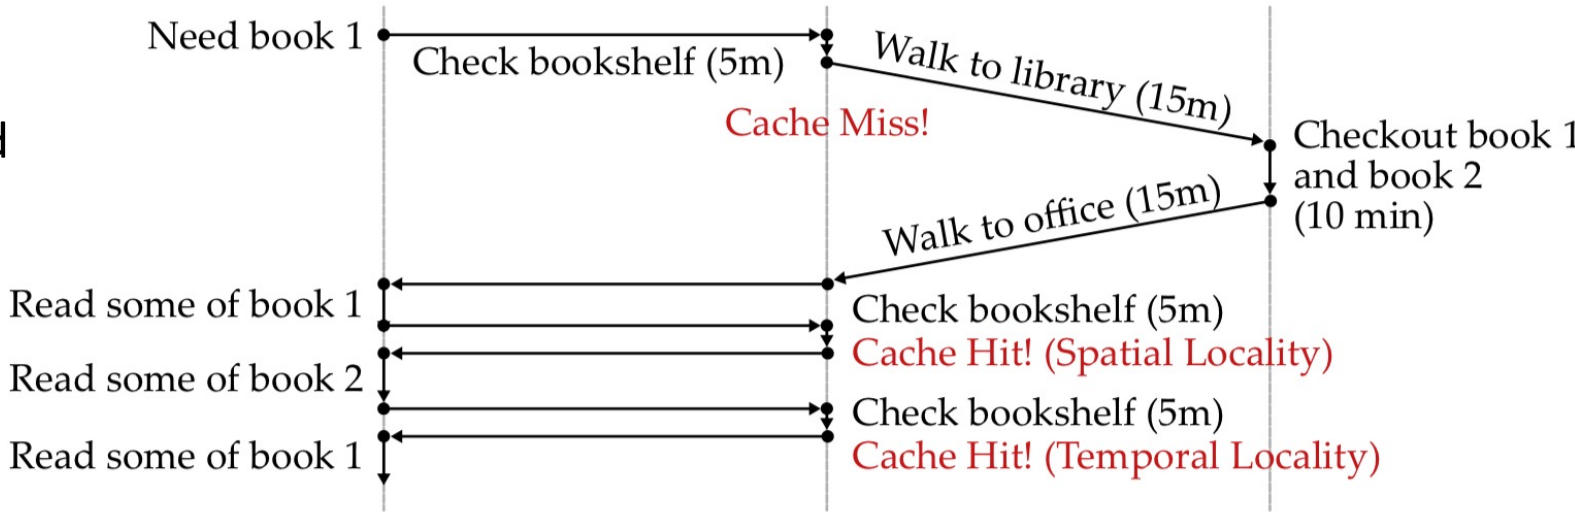 Need book 1
Check bookshelf (5m)
Walk to library (15m)
Cache Miss!
Checkout book 1
and book 2
(10 min)
Walk to office (15m)
Read some of book 1
Check bookshelf (5m)
Cache Hit! (Spatial Locality)
Read some of book 2
Check bookshelf (5m)
Cache Hit! (Temporal Locality)
Read some of book 1